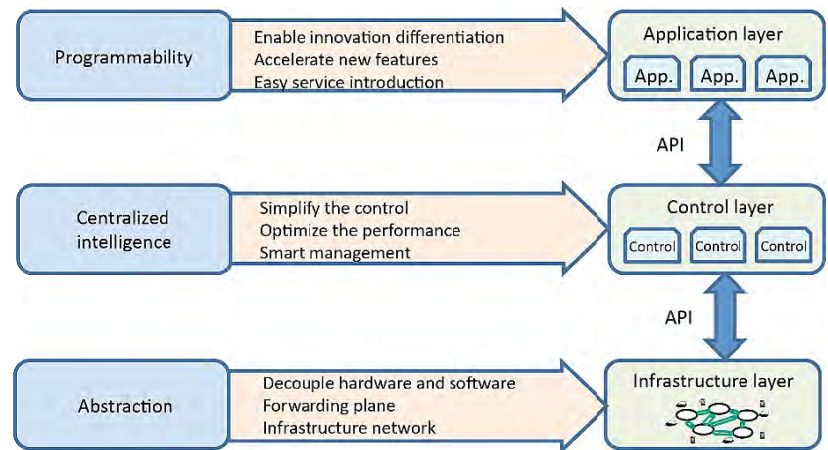 Programmability
Enable innovation differentiation
Accelerate new features
Easy service introduction
Application layer
App. App. App.
API
Centralized
intelligence
Simplify the control
Optimize the performance
Smart management
Control layer
Control Control Control
API
Abstraction
Decouple hardware and software
Forwarding plane
Infrastructure network
Infrastructure layer